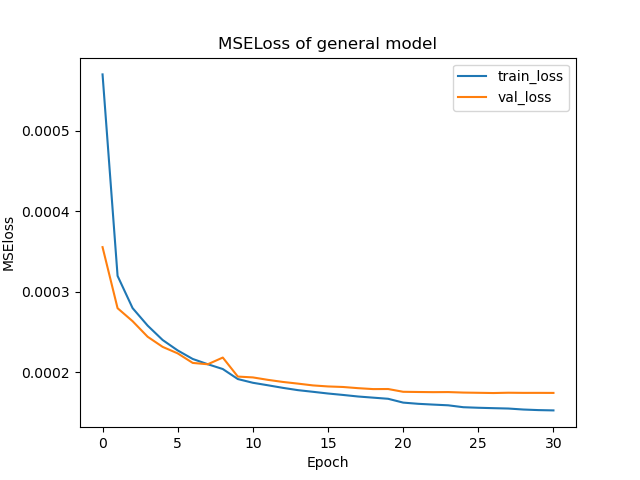 MSELoss of general model
train_loss
val_loss
0.0005
0.0004
0.0003
0.0002
MSEloss
0 5 10 15 20 25 30
Epoch